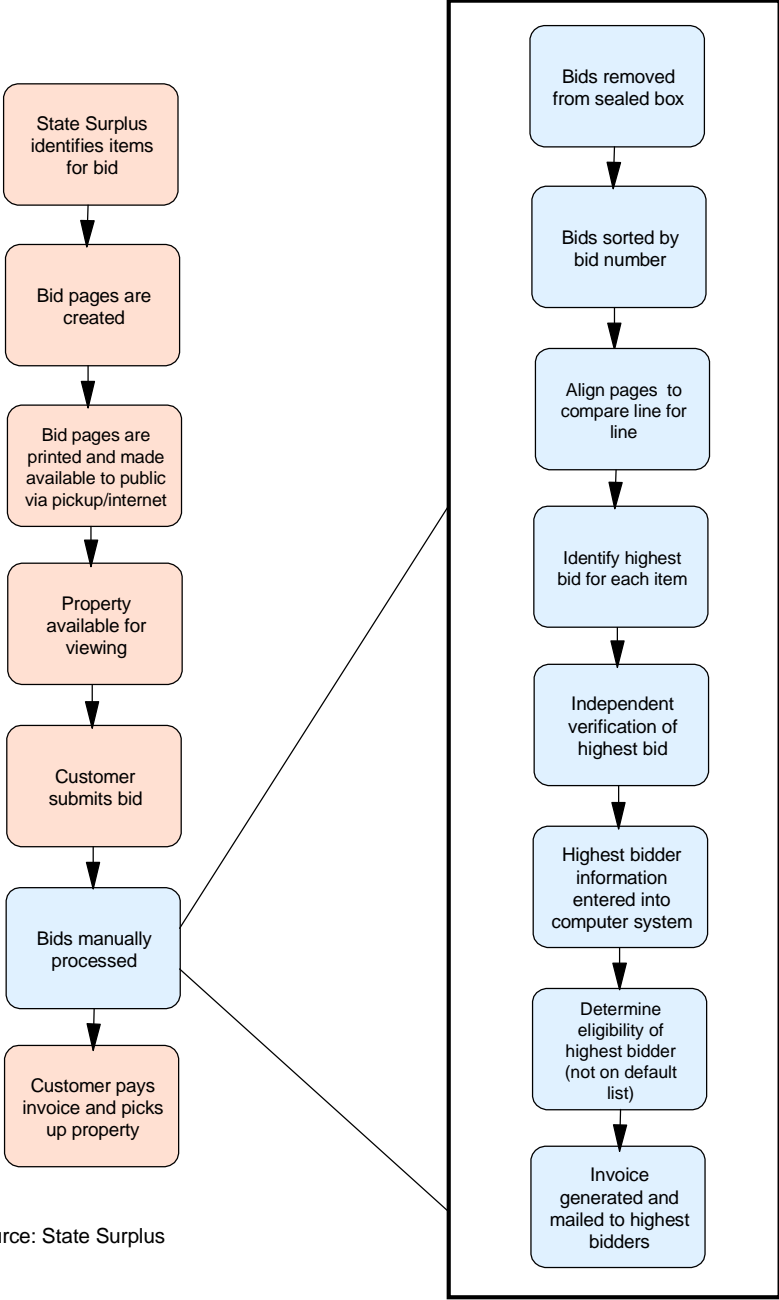 State Surplus
identifies items
for bid
Bid pages are
created
Bid pages are
printed and made
available to public
via pickup/internet
Property
available for
viewing
Customer
submits bid
Bids manually
processed
Customer pays
invoice and picks
up property
urce: State Surplus
Bids removed
from sealed box
Bids sorted by
bid number
Align pages to
compare line for
line
Identify highest
bid for each item
Independent
verification of
highest bid
Highest bidder
information
entered into
computer system
Determine
eligibility of
highest bidder
(not on default
list)
Invoice
generated and
mailed to highest
bidders